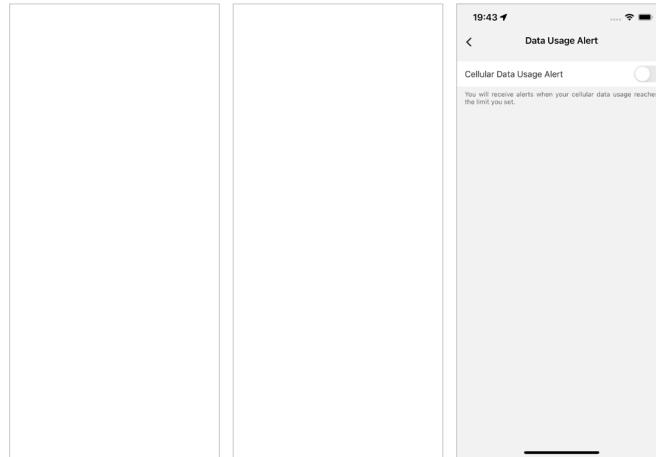 19:43
Data Usage Alert
Cellular Data Usage Alert
You will receive alerts when your cellular data usage reaches
the limit you set.